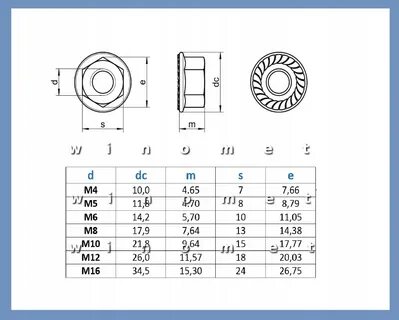 d
e
dc
s
m
w i n o m e t
d dc m s e
M4 10,0 4,65 7 7,66
M5 11,8 4,70 8 8,79
M6 14,2 5,70 10 11,05
M8 17,9 7,64 13 14,38
M10 21,8 9,64 15 17,77
w i n o m e t
M12 26,0 11,57 18 20,03
M16 34,5 15,30 24 26,75